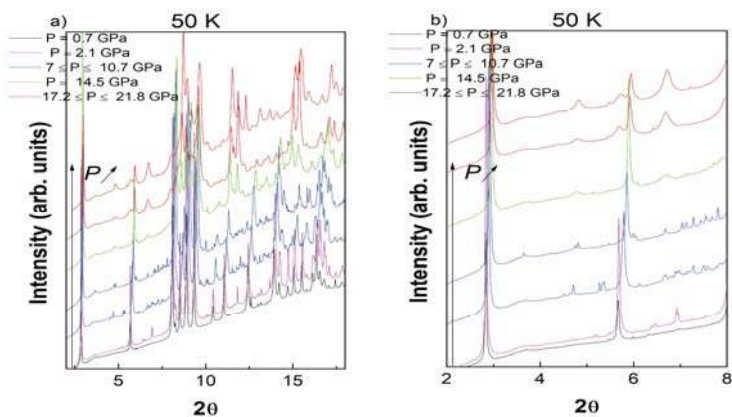 a)
50 K
P = 0.7 GPa
P = 2.1 GPa
7 ≤ P ≤ 10.7 GPa
P = 14.5 GPa
17.2 ≤ P ≤ 21.8 GPa
P
Intensity (arb. units)
5 10 15
2θ
b)
50 K
P = 0.7 GPa
P = 2.1 GPa
7 ≤ P ≤ 10.7 GPa
P = 14.5 GPa
17.2 ≤ P ≤ 21.8 GPa
P
Intensity (arb. units)
2 4 6 8
2θ